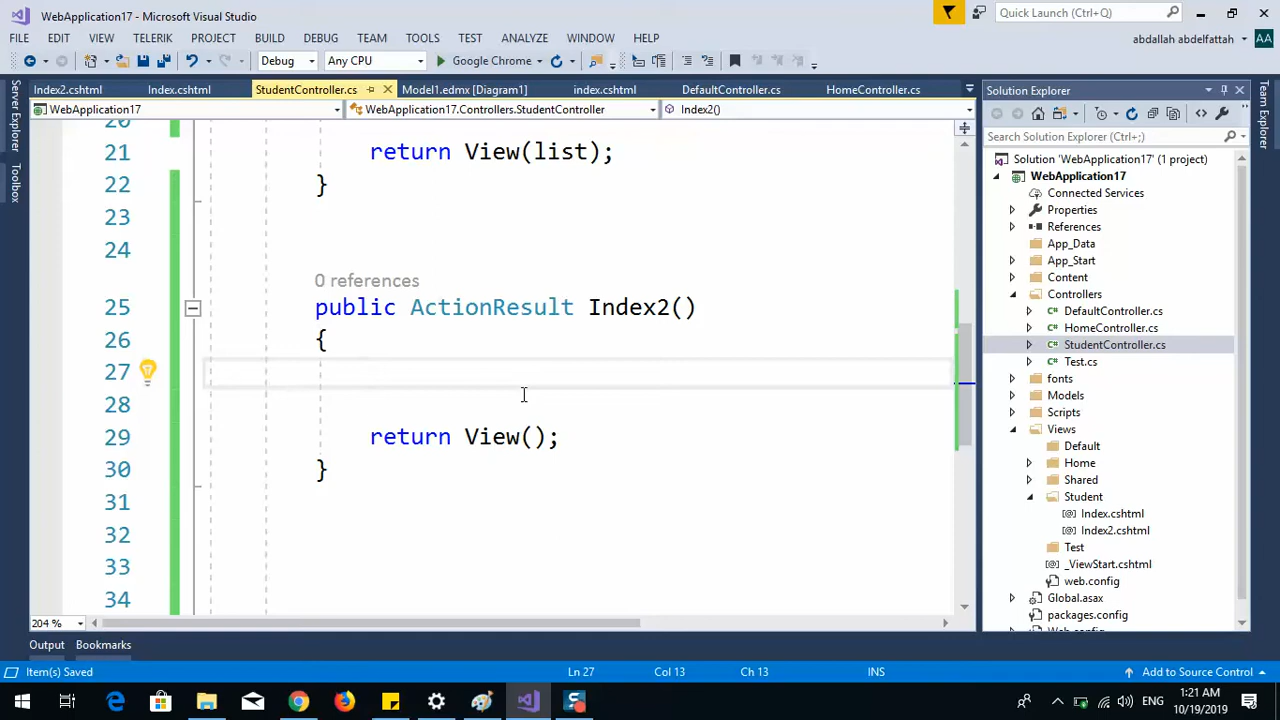 WebApplication17 - Microsoft Visual Studio
Quick Launch (Ctrl+Q)
FILE EDIT VIEW TELERIK PROJECT BUILD DEBUG TEAM TOOLS TEST ANALYZE WINDOW HELP
abdallah abdelfattah AA
Debug Any CPU Google Chrome
Index2.cshtml Index.cshtml StudentController.cs Model1.edmx [Diagram1] index.cshtml DefaultController.cs HomeController.cs
WebApplication17 WebApplication17.Controllers.StudentController Index2()
Server Explorer
Toolbox
20
21 return View(list);
22 }
23
24
0 references
25 public ActionResult Index2()
26 {
27
28
29 return View();
30 }
31
32
33
34
204 %
Solution Explorer
Search Solution Explorer (Ctrl+;)
Solution 'WebApplication17' (1 project)
WebApplication17
Connected Services
Properties
References
App_Data
App_Start
Content
Controllers
C# DefaultController.cs
C# HomeController.cs
C# StudentController.cs
C# Test.cs
fonts
Models
Scripts
Views
Default
Home
Shared
Student
[@] Index.cshtml
[@] Index2.cshtml
Test
[@] _ViewStart.cshtml
web.config
Global.asax
packages.config
Team Explorer
Output Bookmarks
Item(s) Saved Ln 27 Col 13 Ch 13 INS Add to Source Control
ENG
1:21 AM
10/19/2019